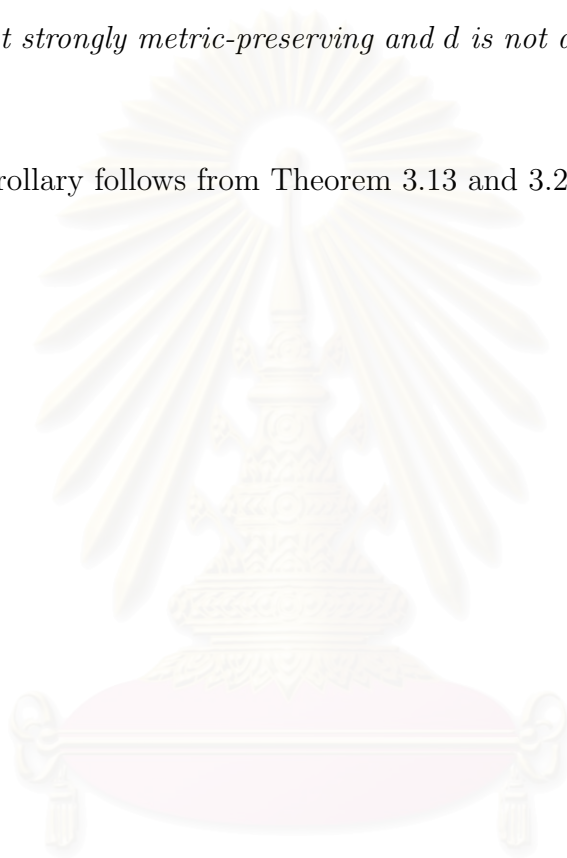 t strongly metric-preserving and d is not
rollary follows from Theorem 3.13 and 3.2